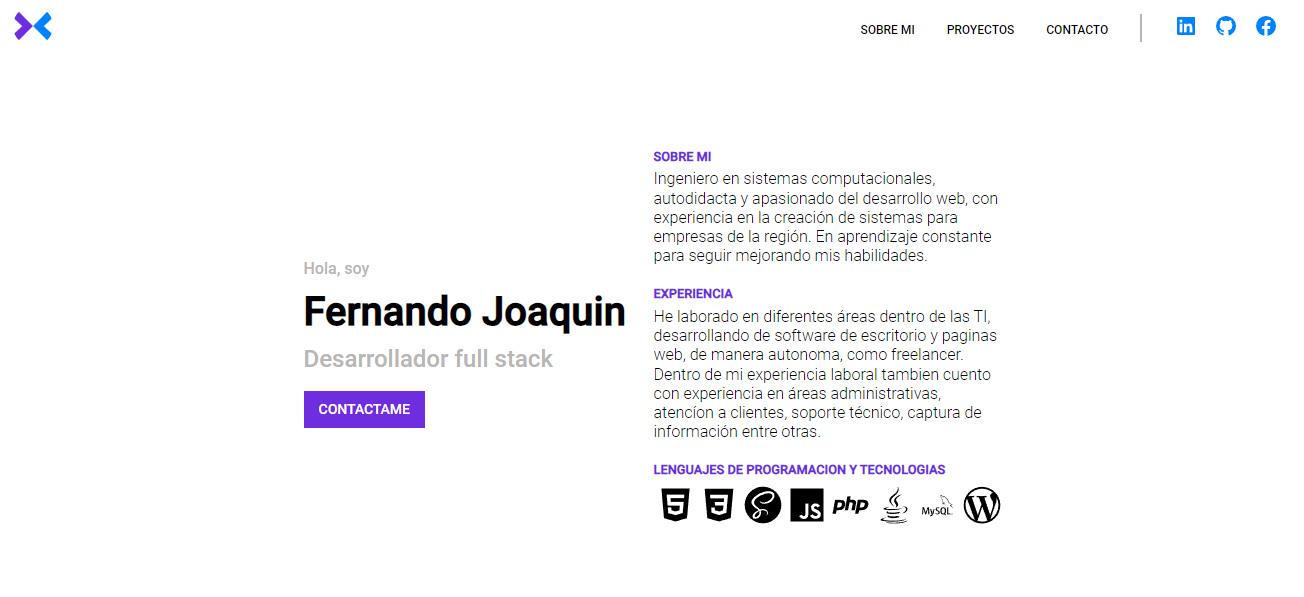 SOBRE MI
PROYECTOS
CONTACTO
in
Hola, soy
Fernando Joaquin
Desarrollador full stack
CONTACTAME
SOBRE MI
Ingeniero en sistemas computacionales,
autodidacta y apasionado del desarrollo web, con
experiencia en la creación de sistemas para
empresas de la región. En aprendizaje constante
para seguir mejorando mis habilidades.
EXPERIENCIA
He laborado en diferentes áreas dentro de las TI,
desarrollando de software de escritorio y paginas
web, de manera autonoma, como freelancer.
Dentro de mi experiencia laboral tambien cuento
con experiencia en áreas administrativas,
atencíon a clientes, soporte técnico, captura de
información entre otras.
LENGUAJES DE PROGRAMACION Y TECNOLOGIAS
5 3 S JS php MySQL W